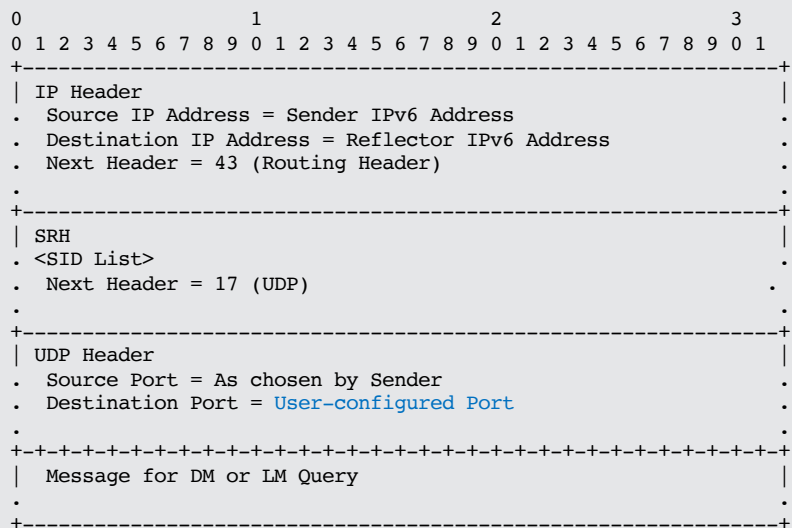 0                   1                   2                   3
0 1 2 3 4 5 6 7 8 9 0 1 2 3 4 5 6 7 8 9 0 1 2 3 4 5 6 7 8 9 0 1
+---------------------------------------------------------------+
| IP Header                                                     |
.  Source IP Address = Sender IPv6 Address                      .
.  Destination IP Address = Reflector IPv6 Address              .
.  Next Header = 43 (Routing Header)                            .
.                                                               .
+---------------------------------------------------------------+
| SRH                                                           |
. <SID List>                                                    .
.  Next Header = 17 (UDP)                                      .
.                                                               .
+---------------------------------------------------------------+
| UDP Header                                                    |
.  Source Port = As chosen by Sender                            .
.  Destination Port = User-configured Port                      .
.                                                               .
+-+-+-+-+-+-+-+-+-+-+-+-+-+-+-+-+-+-+-+-+-+-+-+-+-+-+-+-+-+-+-+-+
|  Message for DM or LM Query                                   |
.                                                               .
+---------------------------------------------------------------+